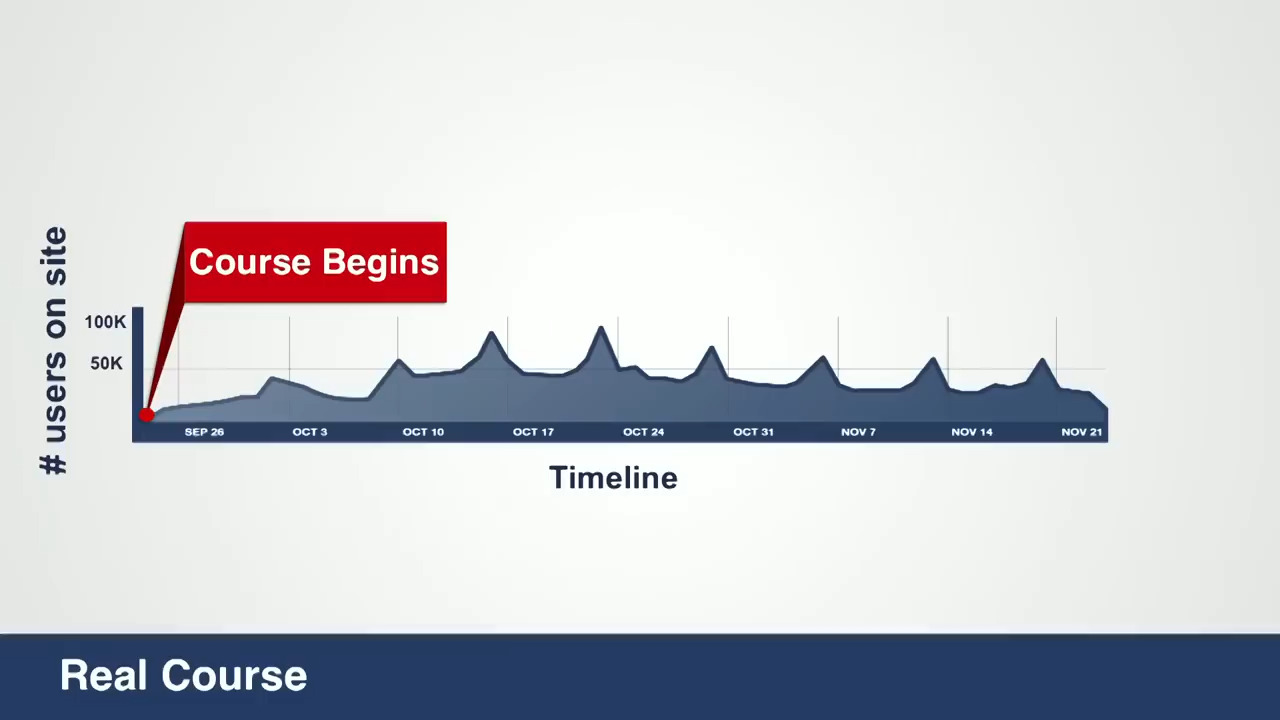 Course Begins
# users on site
100K
50K
SEP 26 OCT 3 OCT 10 OCT 17 OCT 24 OCT 31 NOV 7 NOV 14 NOV 21
Timeline
Real Course